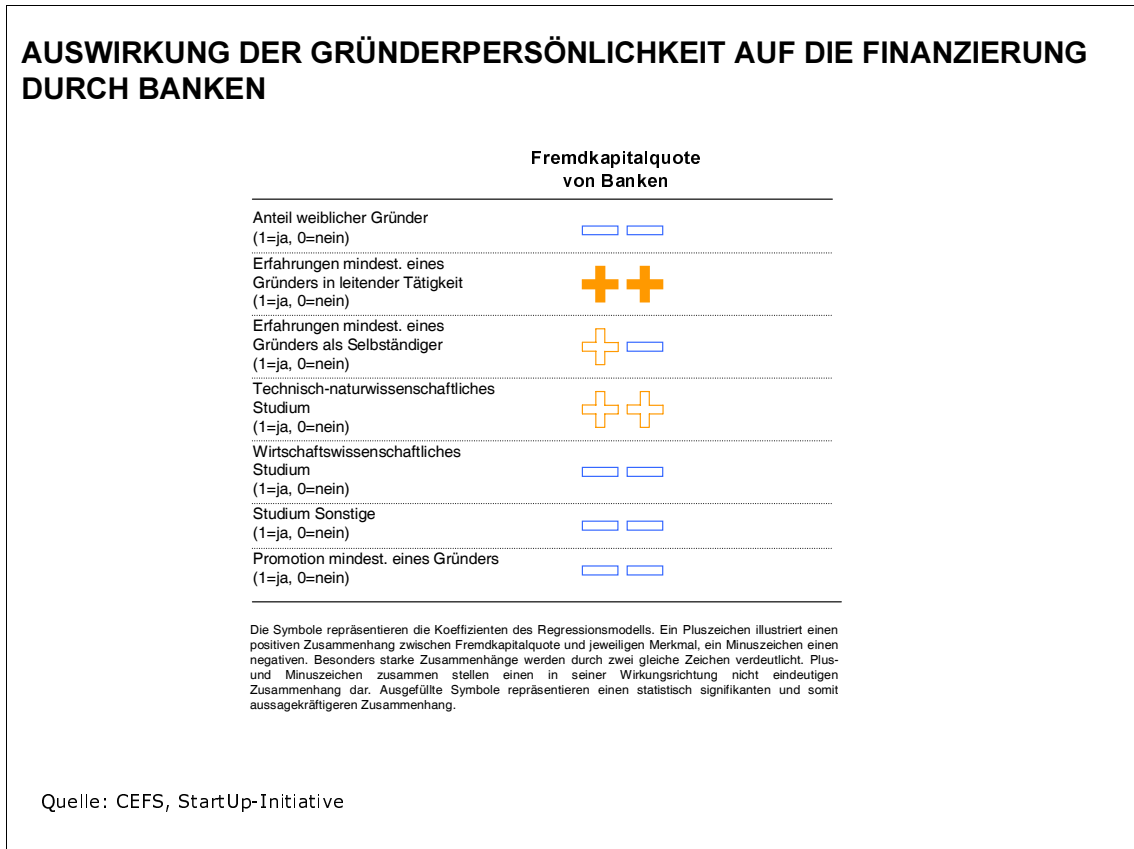 AUSWIRKUNG DER GRÜNDERPERSÖNLICHKEIT AUF DIE FINANZIERUNG
DURCH BANKEN
Fremdkapitalquote
von Banken
Anteil weiblicher Gründer
(1=ja, 0=nein)
Erfahrungen mindest. eines
Gründers in leitender Tätigkeit
(1=ja, 0=nein)
Erfahrungen mindest. eines
Gründers als Selbständiger
(1=ja, 0=nein)
Technisch-naturwissenschaftliches
Studium
(1=ja, 0=nein)
Wirtschaftswissenschaftliches
Studium
(1=ja, 0=nein)
Studium Sonstige
(1=ja, 0=nein)
Promotion mindest. eines Gründers
(1=ja, 0=nein)
Die Symbole repräsentieren die Koeffizienten des Regressionsmodells. Ein Pluszeichen illustriert einen
positiven Zusammenhang zwischen Fremdkapitalquote und jeweiligen Merkmal, ein Minuszeichen einen
negativen. Besonders starke Zusammenhänge werden durch zwei gleiche Zeichen verdeutlicht. Plus-
und Minuszeichen zusammen stellen einen in seiner Wirkungsrichtung nicht eindeutigen
Zusammenhang dar. Ausgefüllte Symbole repräsentieren einen statistisch signifikanten und somit
aussagekräftigeren Zusammenhang.
Quelle: CEFS, StartUp-Initiative